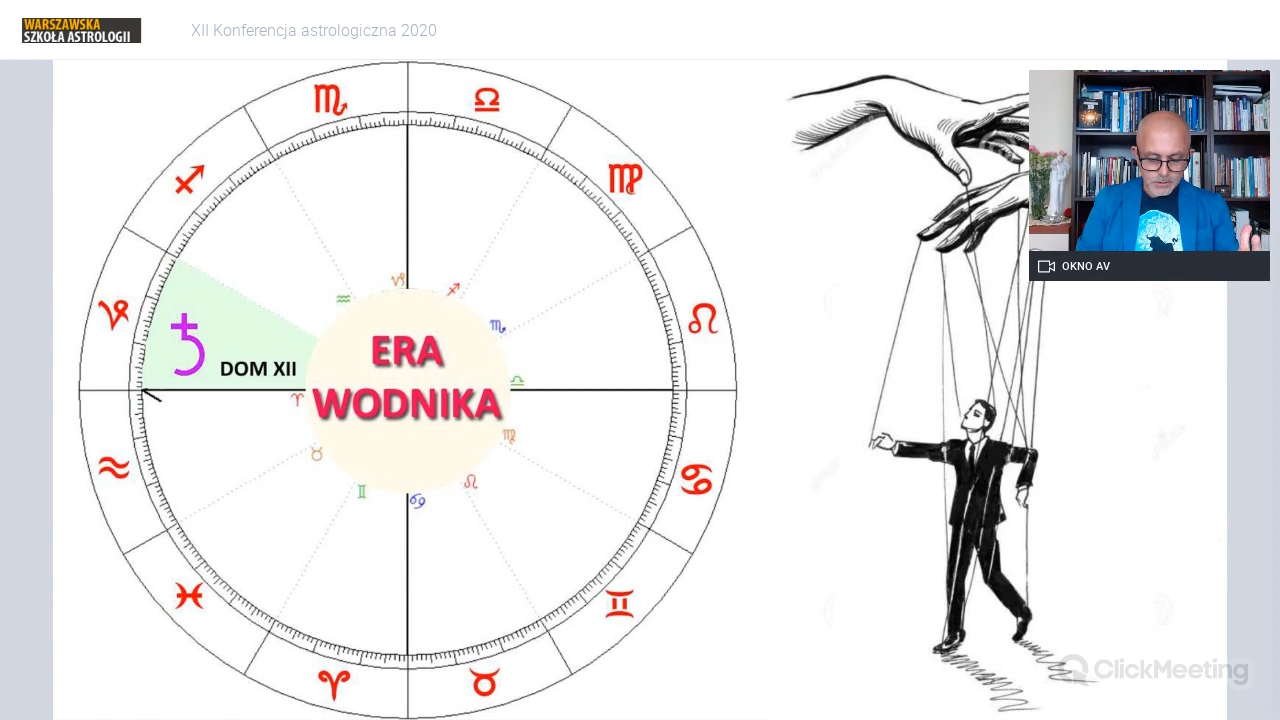 WARSZAWSKA
SZKOŁA ASTROLOGII
XII Konferencja astrologiczna 2020
OKNO AV
ERA
WODNIKA
DOM XII
ClickMeeting